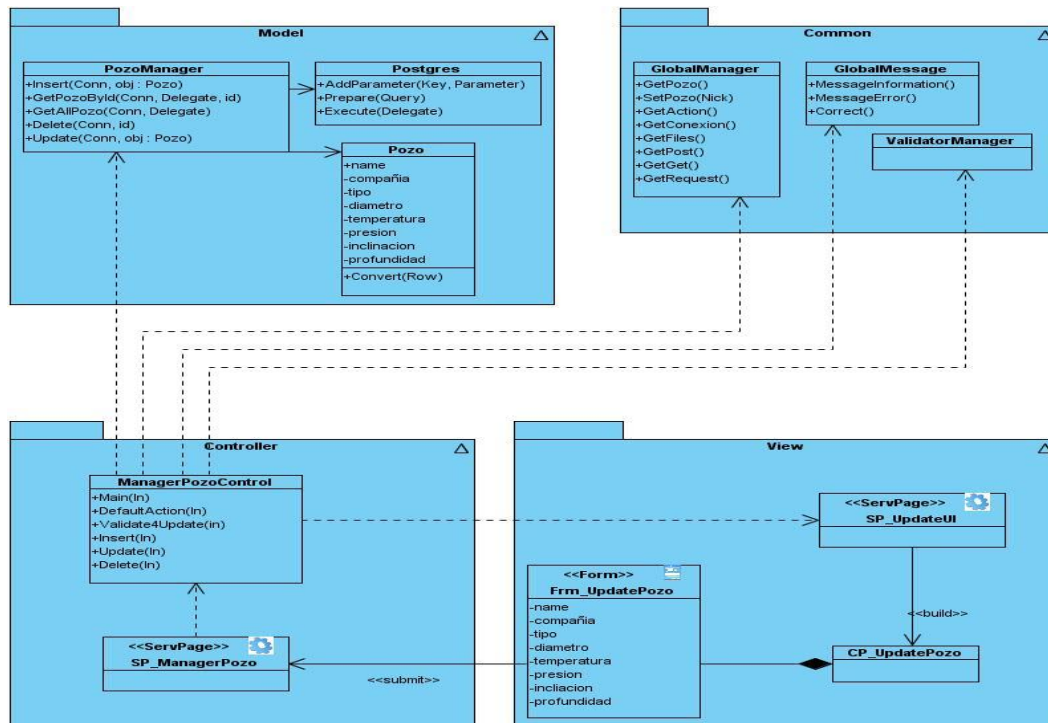 Model
PozoManager
+Insert(Conn, obj : Pozo)
+GetPozoById(Conn, Delegate, id)
+GetAllPozo(Conn, Delegate)
+Delete(Conn, id)
+Update(Conn, obj : Pozo)
Postgres
+AddParameter(Key, Parameter)
+Prepare(Query)
+Execute(Delegate)
Pozo
+name
-compañia
-tipo
-diametro
-temperatura
-presion
-inclinacion
-profundidad
+Convert(Row)
Common
GlobalManager
+GetPozo()
+SetPozo(Nick)
+GetAction()
+GetConexion()
+GetFiles()
+GetPost()
+GetGet()
+GetRequest()
GlobalMessage
+MessageInformation()
+MessageError()
+Correct()
ValidatorManager
Controller
ManagerPozoControl
+Main(In)
+DefaultAction(In)
+Validate4Update(in)
+Insert(In)
+Update(In)
+Delete(In)
<<ServPage>>
SP_ManagerPozo
<<submit>>
View
<<ServPage>>
SP_UpdateUI
<<build>>
<<Form>>
Frm_UpdatePozo
-name
-compañia
-tipo
-diametro
-temperatura
-presion
-incliacion
-profundidad
CP_UpdatePozo